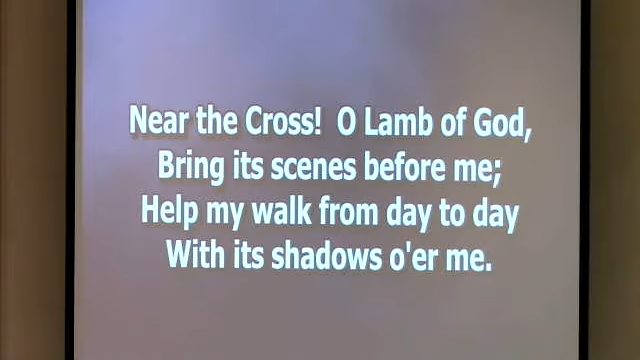 Near the Cross!  O Lamb of God,
Bring its scenes before me;
Help my walk from day to day
With its shadows o'er me.